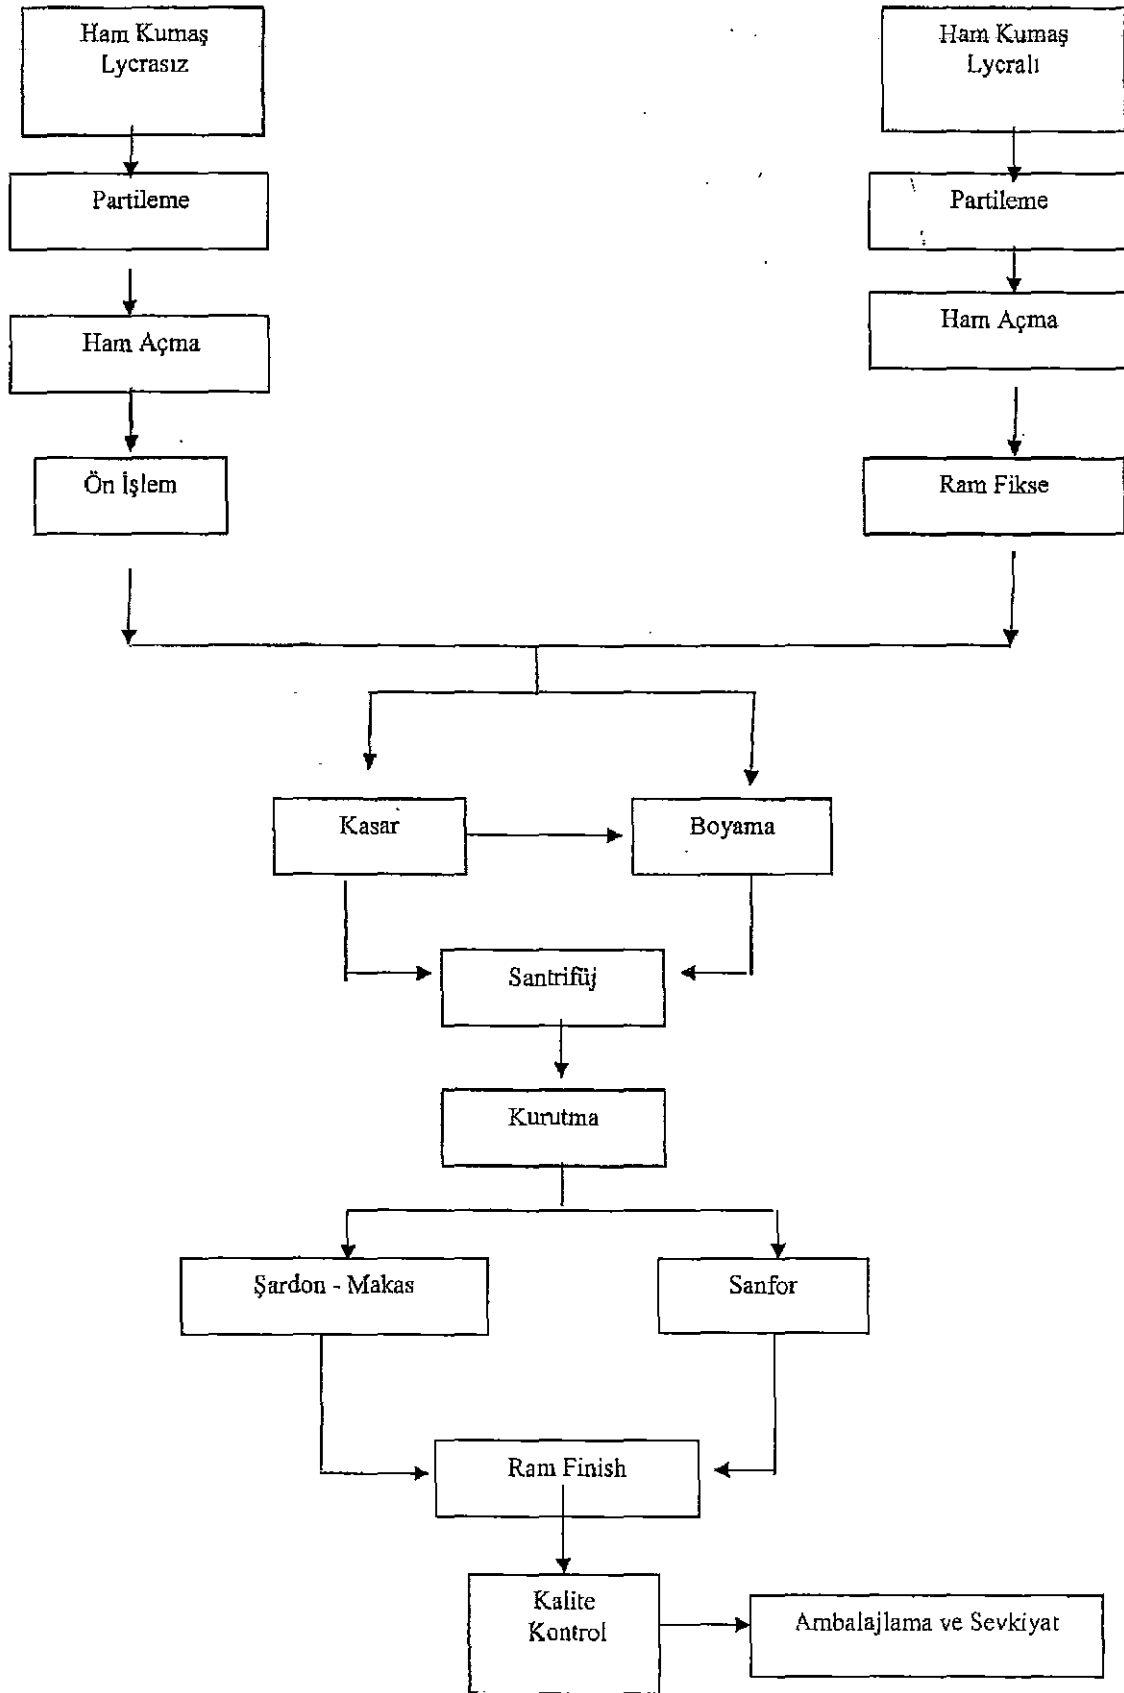 Ham Kumaş
Lycrasız
Ham Kumaş
Lycralı
Partileme
Partileme
Ham Açma
Ham Açma
Ön İşlem
Ram Fikse
Kasar
Boyama
Santrifüj
Kurutma
Şardon - Makas
Sanfor
Ram Finish
Kalite
Kontrol
Ambalajlama ve Sevkiyat